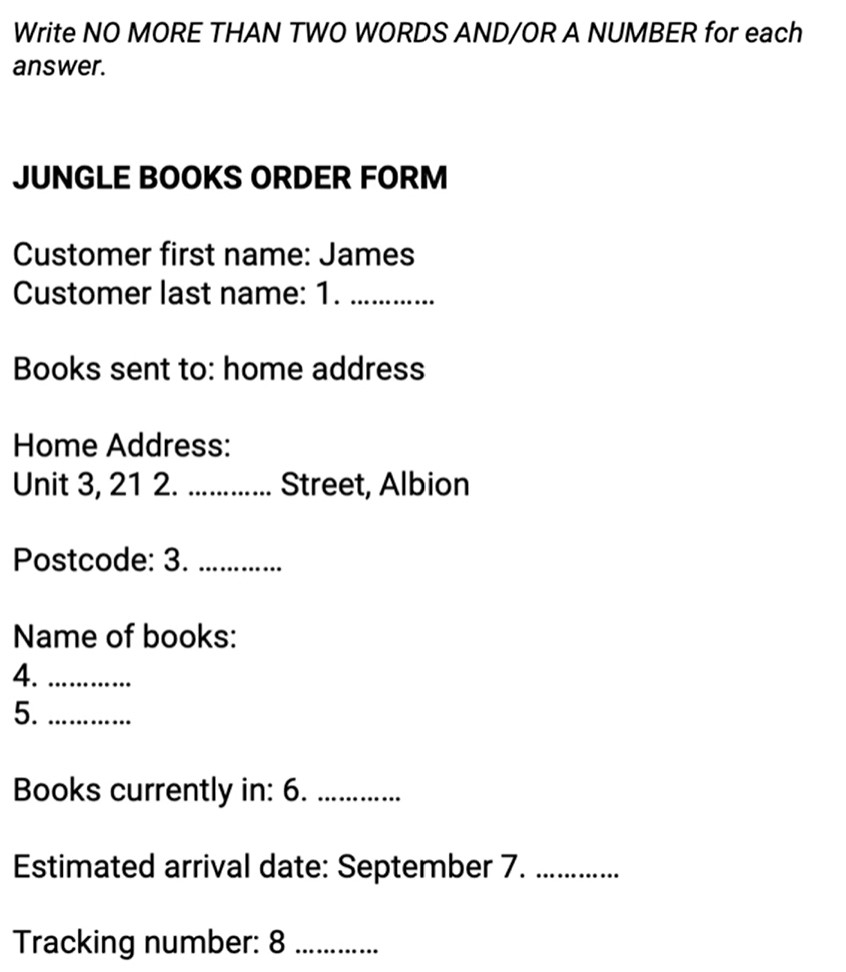 Write NO MORE THAN TWO WORDS AND/OR A NUMBER for each
answer.
JUNGLE BOOKS ORDER FORM
Customer first name: James
Customer last name: 1. ............
Books sent to: home address
Home Address:
Unit 3, 21 2. ............ Street, Albion
Postcode: 3. ............
Name of books:
4. ............
5. ............
Books currently in: 6. ............
Estimated arrival date: September 7. ............
Tracking number: 8 ............